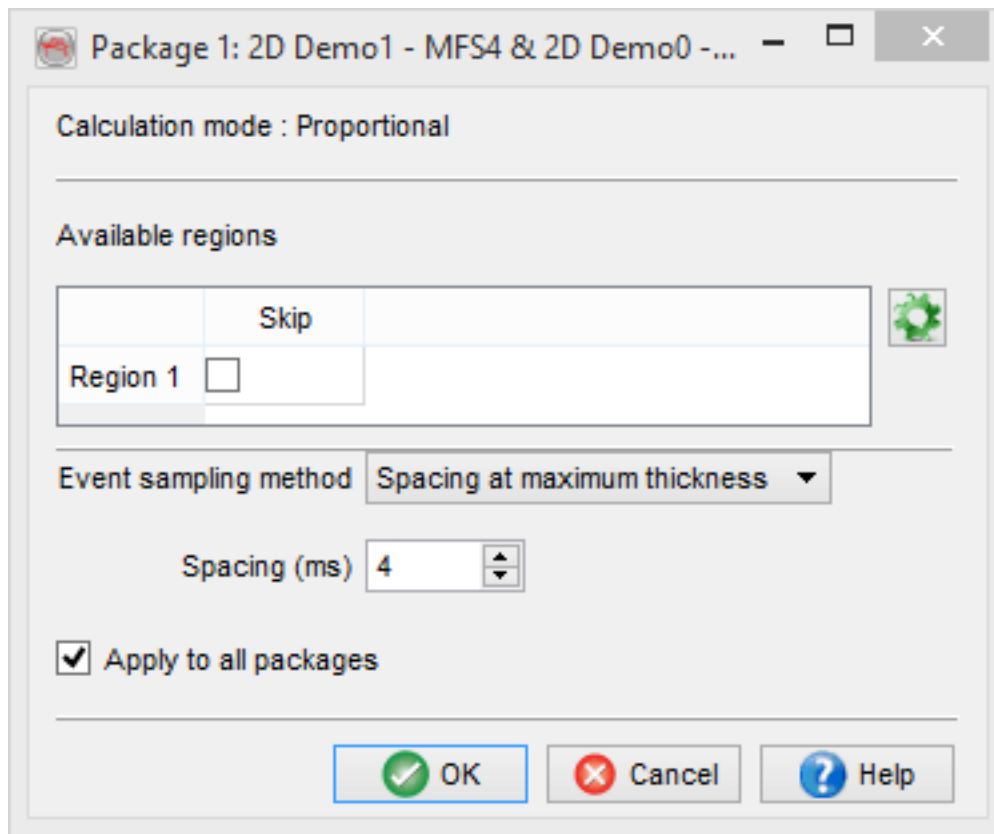 Package 1: 2D Demo1 - MFS4 & 2D Demo0 -...
Calculation mode : Proportional
Available regions
Skip
Region 1
Event sampling method Spacing at maximum thickness
Spacing (ms) 4
Apply to all packages
OK Cancel Help